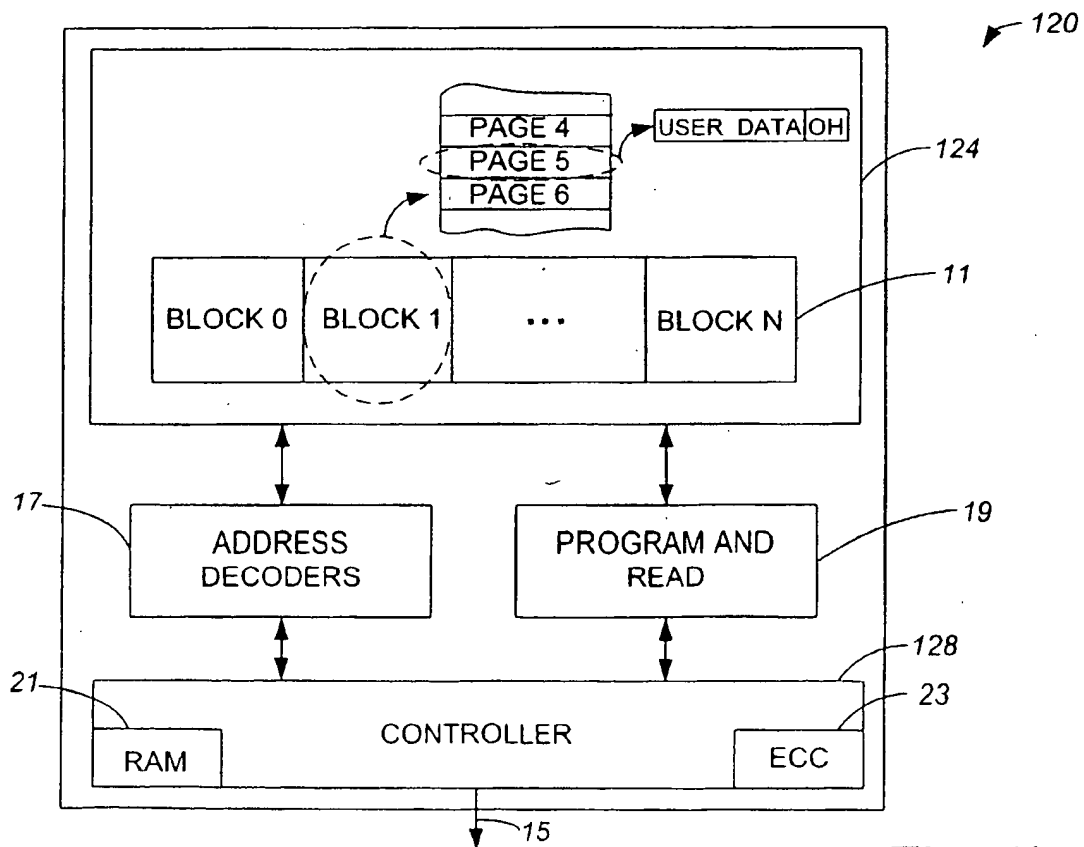 120
PAGE 4
PAGE 5
PAGE 6
USER DATA OH
124
11
BLOCK 0
BLOCK 1
...
BLOCK N
17
ADDRESS
DECODERS
PROGRAM AND
READ
19
128
21
23
CONTROLLER
RAM
ECC
15